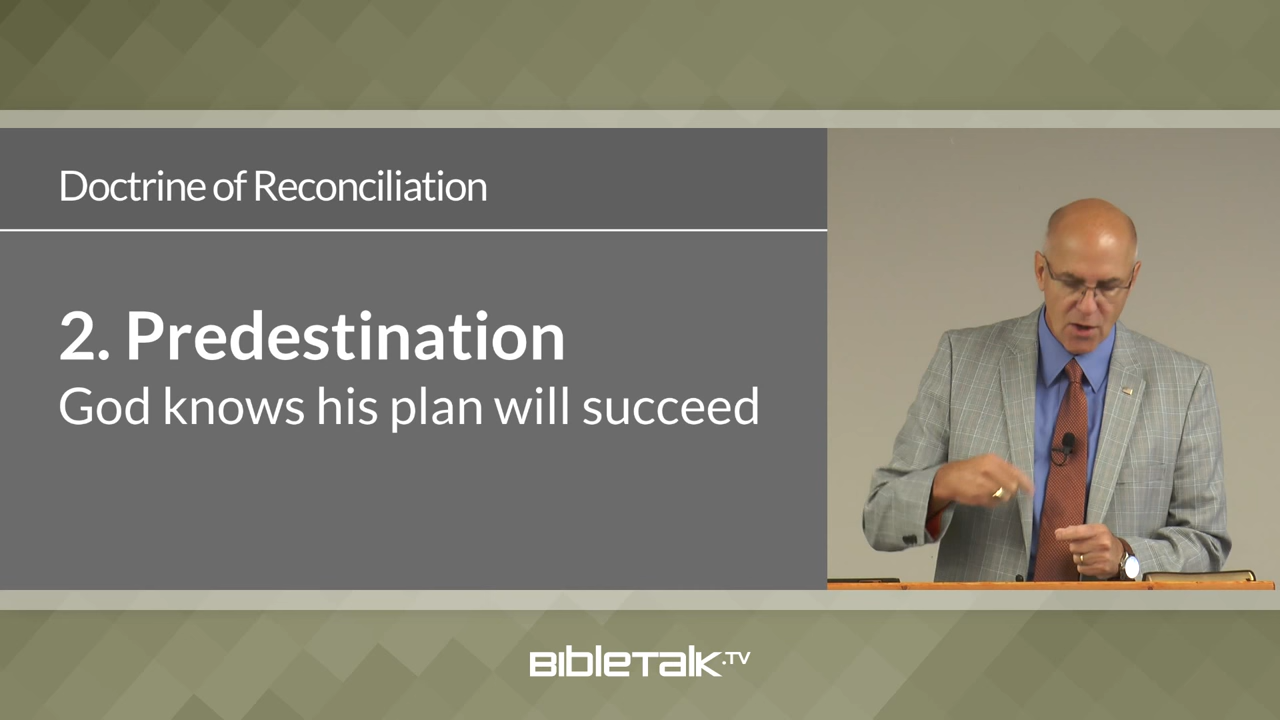 Doctrine of Reconciliation
2. Predestination
God knows his plan will succeed
BIBLETALK.TV